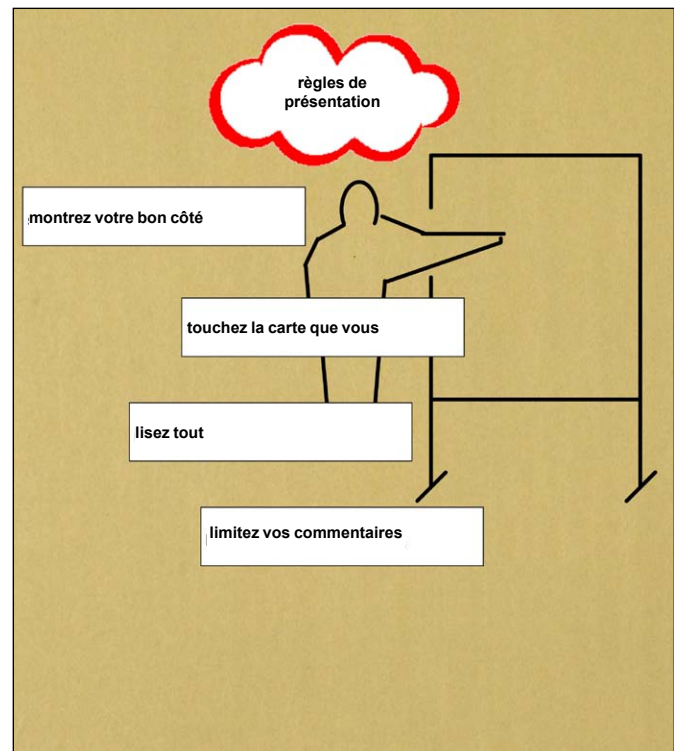 règles de
présentation
montrez votre bon côté
touchez la carte que vous
lisez tout
limitez vos commentaires